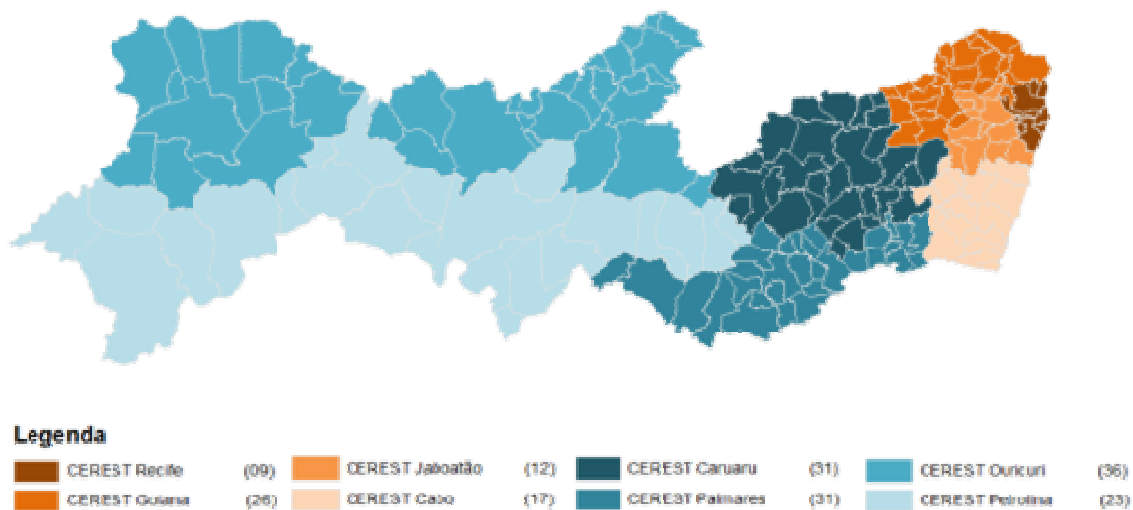 Legenda
CEREST Recife (09) CEREST Jaboatão (12) CEREST Caruaru (31) CEREST Ouricuri (36)
CEREST Goiana (26) CEREST Cabo (17) CEREST Palmares (31) CEREST Petrolina (23)